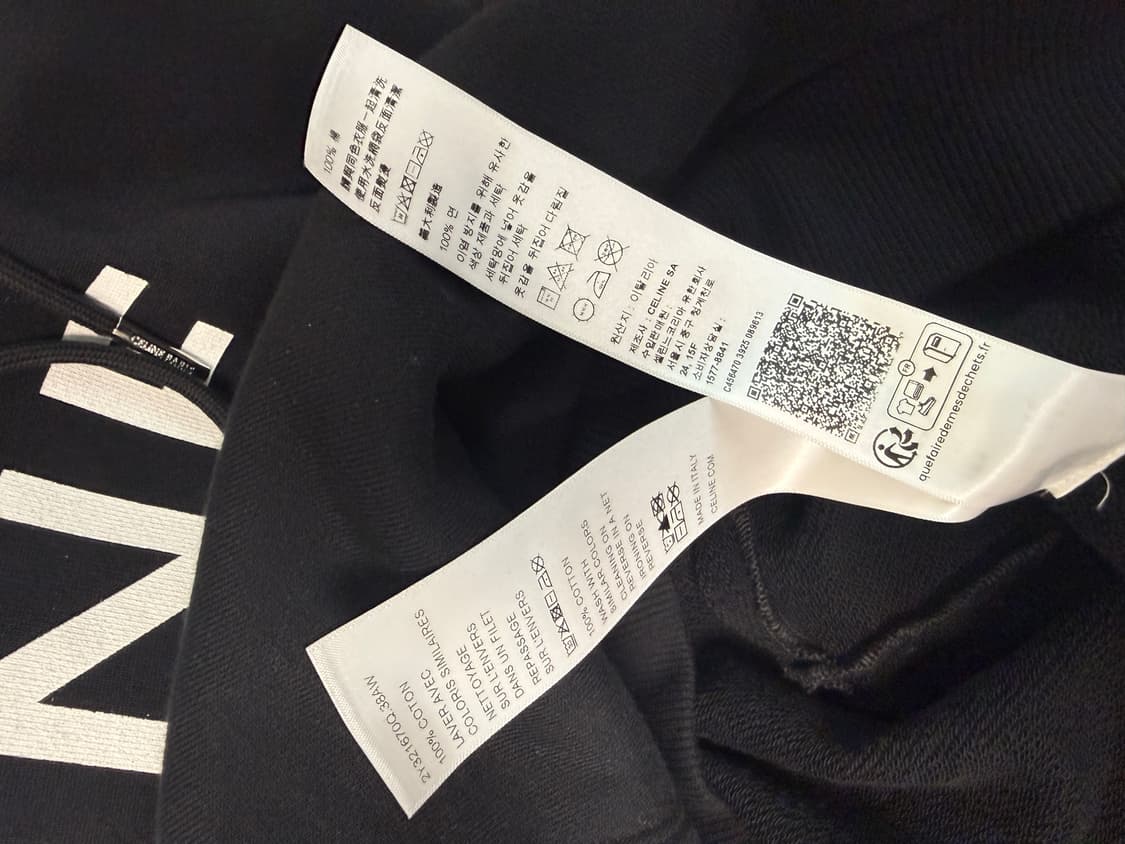 100% 棉
請與同色衣服一起清洗
使用水洗網袋反面清潔
反面熨燙
義大利製造
100% 면
이염 방지를 위해 유사한
색상 제품과 세탁
세탁망에 넣어 옷감을
뒤집어 세탁
옷감을 뒤집어 다림질
원산지 : 이탈리아
제조사 : CELINE SA
수입판매원 :
셀린느코리아 유한회사
서울시 중구 청계천로
24, 15F
소비자상담실 :
1577-8841
C456470 3925 089613
FR
quefairedemesdechets.fr
CELINE PARIS
2Y321670Q.38AW
100% COTON
LAVER AVEC
COLORIS SIMILAIRES
NETTOYAGE
SUR L'ENVERS
DANS UN FILET
REPASSAGE
SUR L'ENVERS
100% COTTON
WASH WITH
SIMILAR COLORS
CLEANING ON
REVERSE IN A NET
IRONING ON
REVERSE
MADE IN ITALY
CELINE.COM